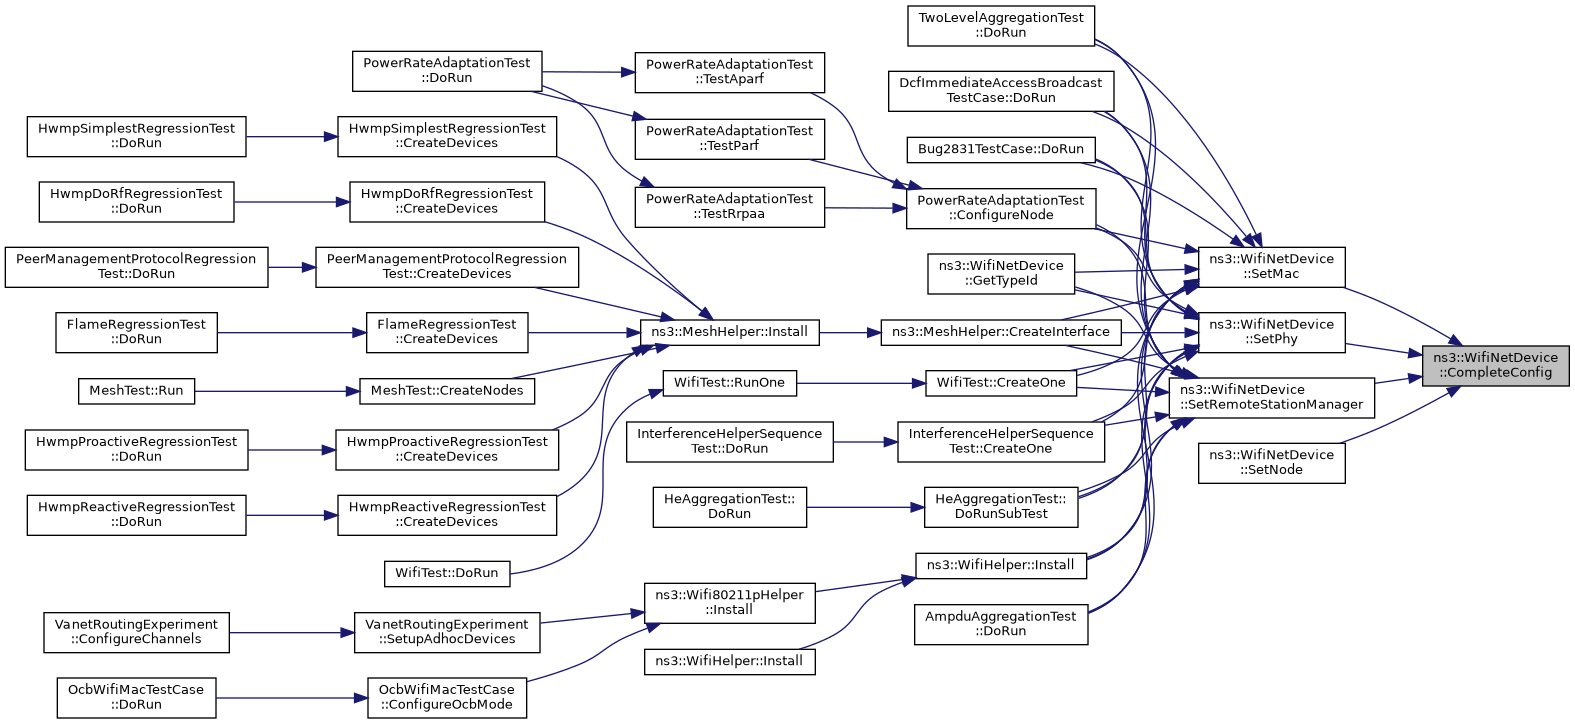 TwoLevelAggregationTest
::DoRun
PowerRateAdaptationTest
::DoRun
PowerRateAdaptationTest
::TestAparf
DcfImmediateAccessBroadcast
TestCase::DoRun
HwmpSimplestRegressionTest
::DoRun
HwmpSimplestRegressionTest
::CreateDevices
PowerRateAdaptationTest
::TestParf
Bug2831TestCase::DoRun
HwmpDoRfRegressionTest
::DoRun
HwmpDoRfRegressionTest
::CreateDevices
PowerRateAdaptationTest
::TestRrpaa
PowerRateAdaptationTest
::ConfigureNode
PeerManagementProtocolRegression
Test::DoRun
PeerManagementProtocolRegression
Test::CreateDevices
ns3::WifiNetDevice
::GetTypeId
ns3::WifiNetDevice
::SetMac
FlameRegressionTest
::DoRun
FlameRegressionTest
::CreateDevices
ns3::MeshHelper::Install
ns3::MeshHelper::CreateInterface
ns3::WifiNetDevice
::SetPhy
ns3::WifiNetDevice
::CompleteConfig
MeshTest::Run
MeshTest::CreateNodes
WifiTest::RunOne
WifiTest::CreateOne
ns3::WifiNetDevice
::SetRemoteStationManager
HwmpProactiveRegressionTest
::DoRun
HwmpProactiveRegressionTest
::CreateDevices
InterferenceHelperSequence
Test::DoRun
InterferenceHelperSequence
Test::CreateOne
ns3::WifiNetDevice
::SetNode
HwmpReactiveRegressionTest
::DoRun
HwmpReactiveRegressionTest
::CreateDevices
HeAggregationTest::
DoRun
HeAggregationTest::
DoRunSubTest
WifiTest::DoRun
ns3::WifiHelper::Install
VanetRoutingExperiment
::ConfigureChannels
VanetRoutingExperiment
::SetupAdhocDevices
ns3::Wifi80211pHelper
::Install
AmpduAggregationTest
::DoRun
ns3::WifiHelper::Install
OcbWifiMacTestCase
::DoRun
OcbWifiMacTestCase
::ConfigureOcbMode